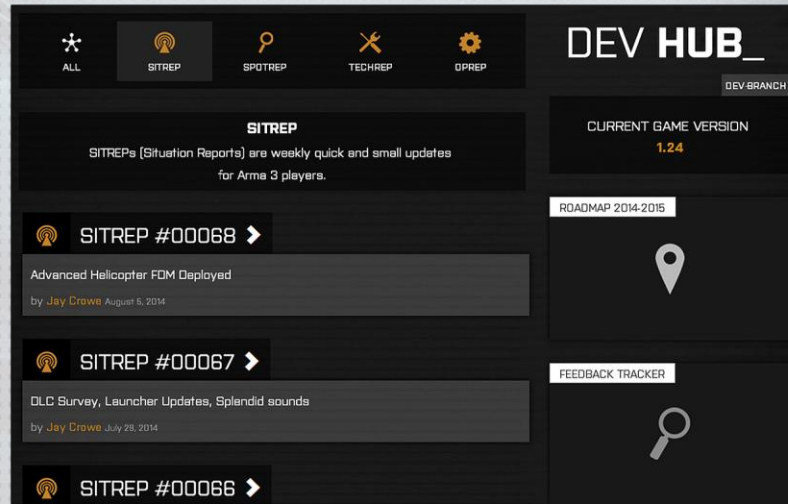 ALL
SITREP
SPOTREP
TECHREP
OPREP
DEV HUB_
DEV-BRANCH
SITREP
SITREPs (Situation Reports) are weekly quick and small updates
for Arma 3 players.
CURRENT GAME VERSION
1.24
SITREP #00068
Advanced Helicopter FDM Deployed
by Jay Crowe August 5, 2014
ROADMAP 2014-2015
SITREP #00067
DLC Survey, Launcher Updates, Splendid sounds
by Jay Crowe July 29, 2014
FEEDBACK TRACKER
SITREP #00066